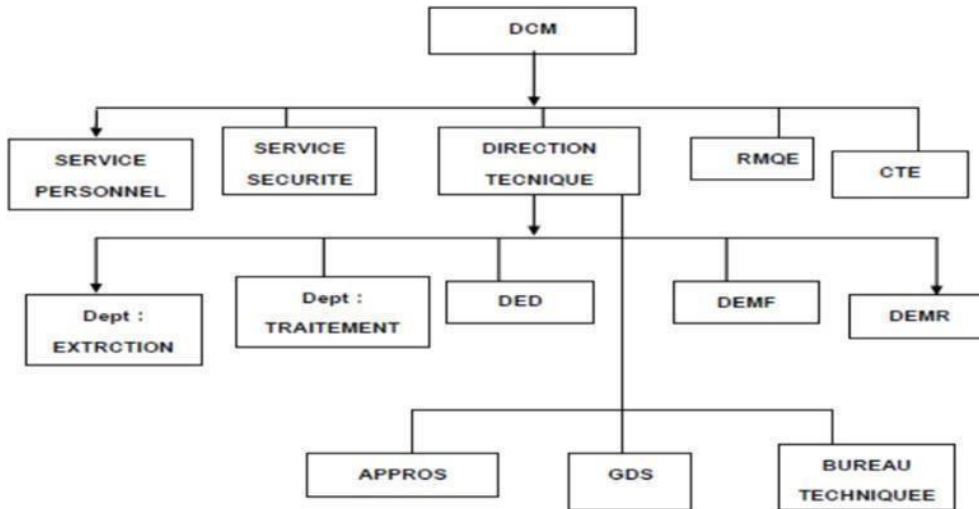 DCM
SERVICE
PERSONNEL
SERVICE
SECURITE
DIRECTION
TECNIQUE
RMQE
CTE
Dept :
EXTRCTION
Dept :
TRAITEMENT
DED
DEMF
DEMR
APPROS
GDS
BUREAU
TECHNIQUEE